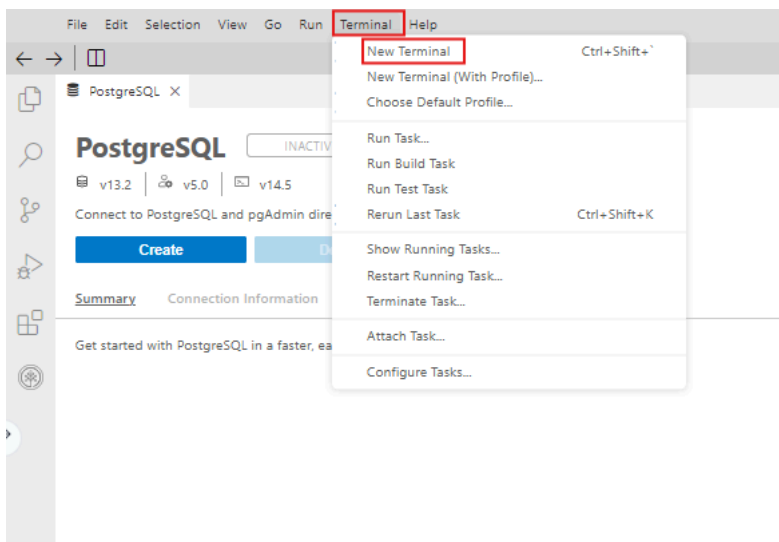 File Edit Selection View Go Run Terminal Help
New Terminal Ctrl+Shift+`
New Terminal (With Profile)...
Choose Default Profile...
Run Task...
Run Build Task
Run Test Task
Rerun Last Task Ctrl+Shift+K
Show Running Tasks...
Restart Running Task...
Terminate Task...
Attach Task...
Configure Tasks...
PostgreSQL
PostgreSQL INACTIV
v13.2 v5.0 v14.5
Connect to PostgreSQL and pgAdmin dire
Create D
Summary Connection Information
Get started with PostgreSQL in a faster, ea